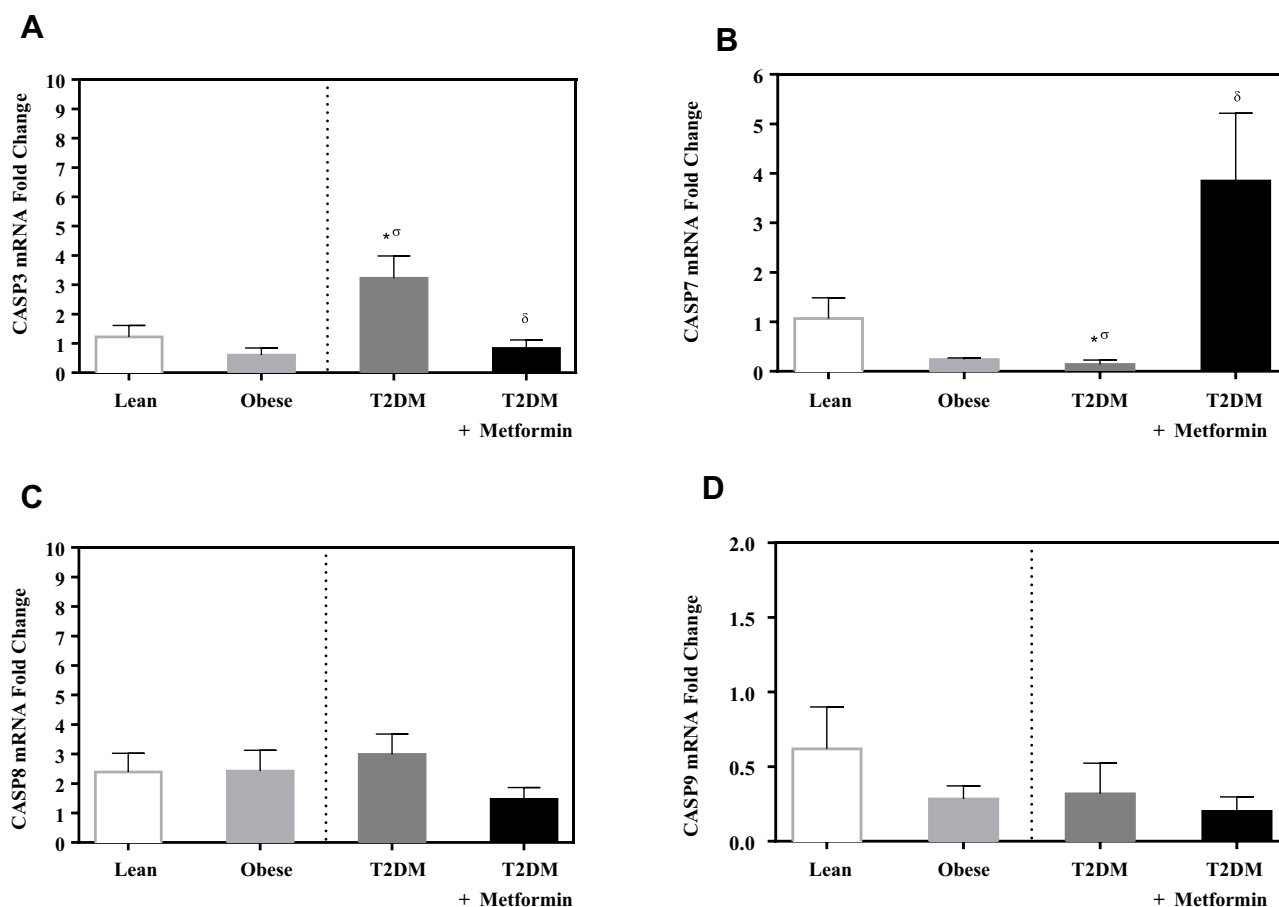 A
CASP3 mRNA Fold Change
10
9
8
7
6
5
4
3
2
1
0
*σ
δ
Lean Obese T2DM T2DM
+ Metformin
B
CASP7 mRNA Fold Change
6
5
4
3
2
1
0
*σ
δ
Lean Obese T2DM T2DM
+ Metformin
C
CASP8 mRNA Fold Change
10
9
8
7
6
5
4
3
2
1
0
Lean Obese T2DM T2DM
+ Metformin
D
CASP9 mRNA Fold Change
2.0
1.5
1.0
0.5
0.0
Lean Obese T2DM T2DM
+ Metformin